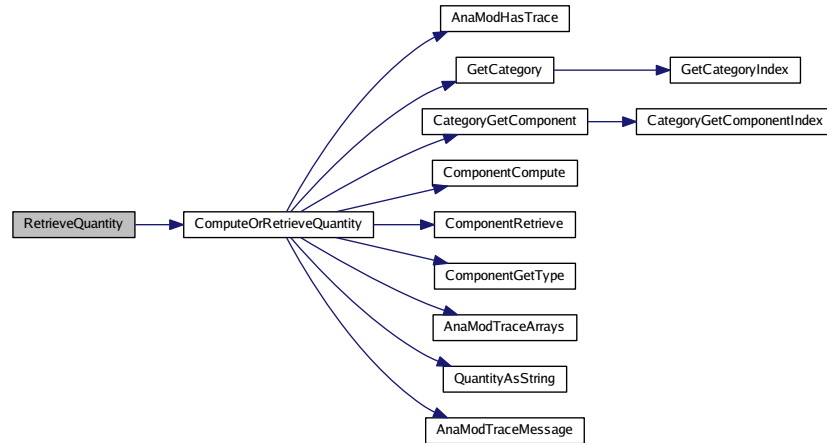 AnaModHasTrace
GetCategory
GetCategoryIndex
CategoryGetComponent
CategoryGetComponentIndex
ComponentCompute
RetrieveQuantity
ComputeOrRetrieveQuantity
ComponentRetrieve
ComponentGetType
AnaModTraceArrays
QuantityAsString
AnaModTraceMessage